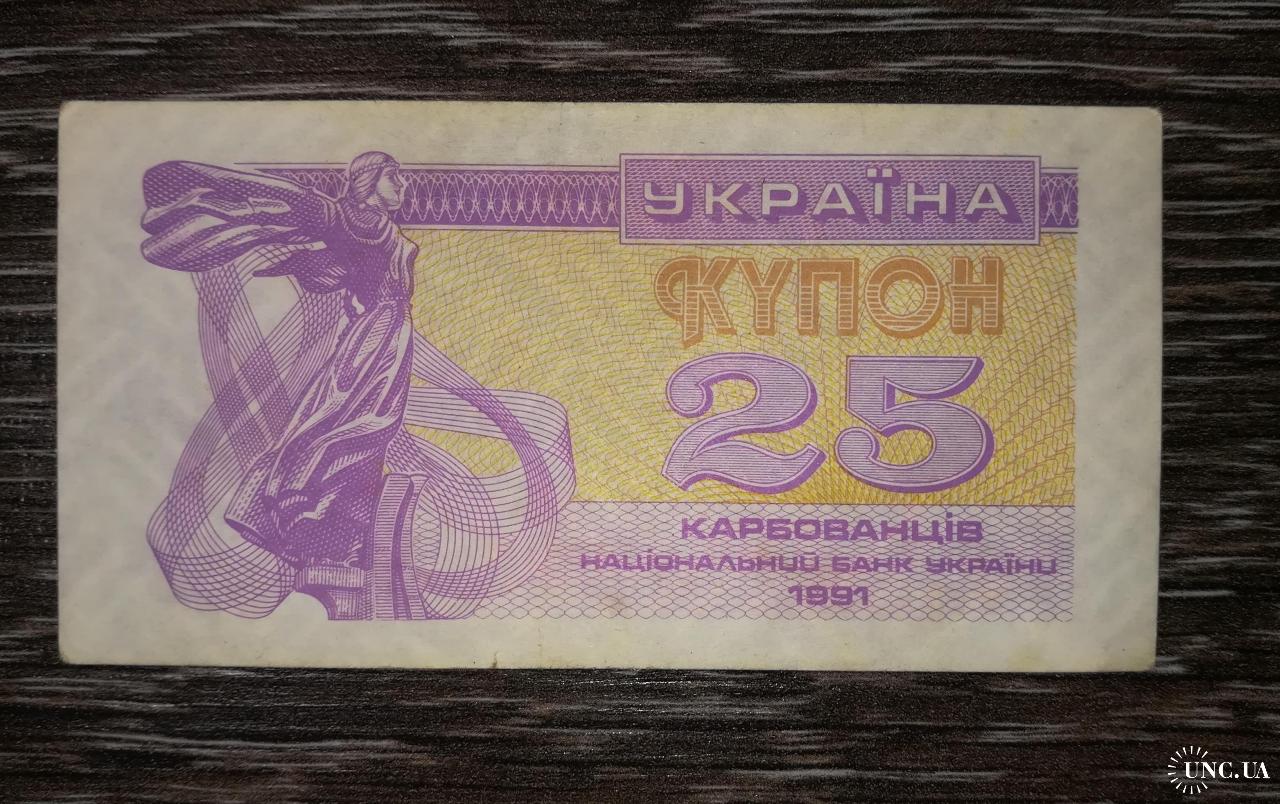 УКРАЇНА
КУПОН
25
КАРБОВАНЦІВ
НАЦІОНАЛЬНИЙ БАНК УКРАЇНИ
1991
UNC.UA